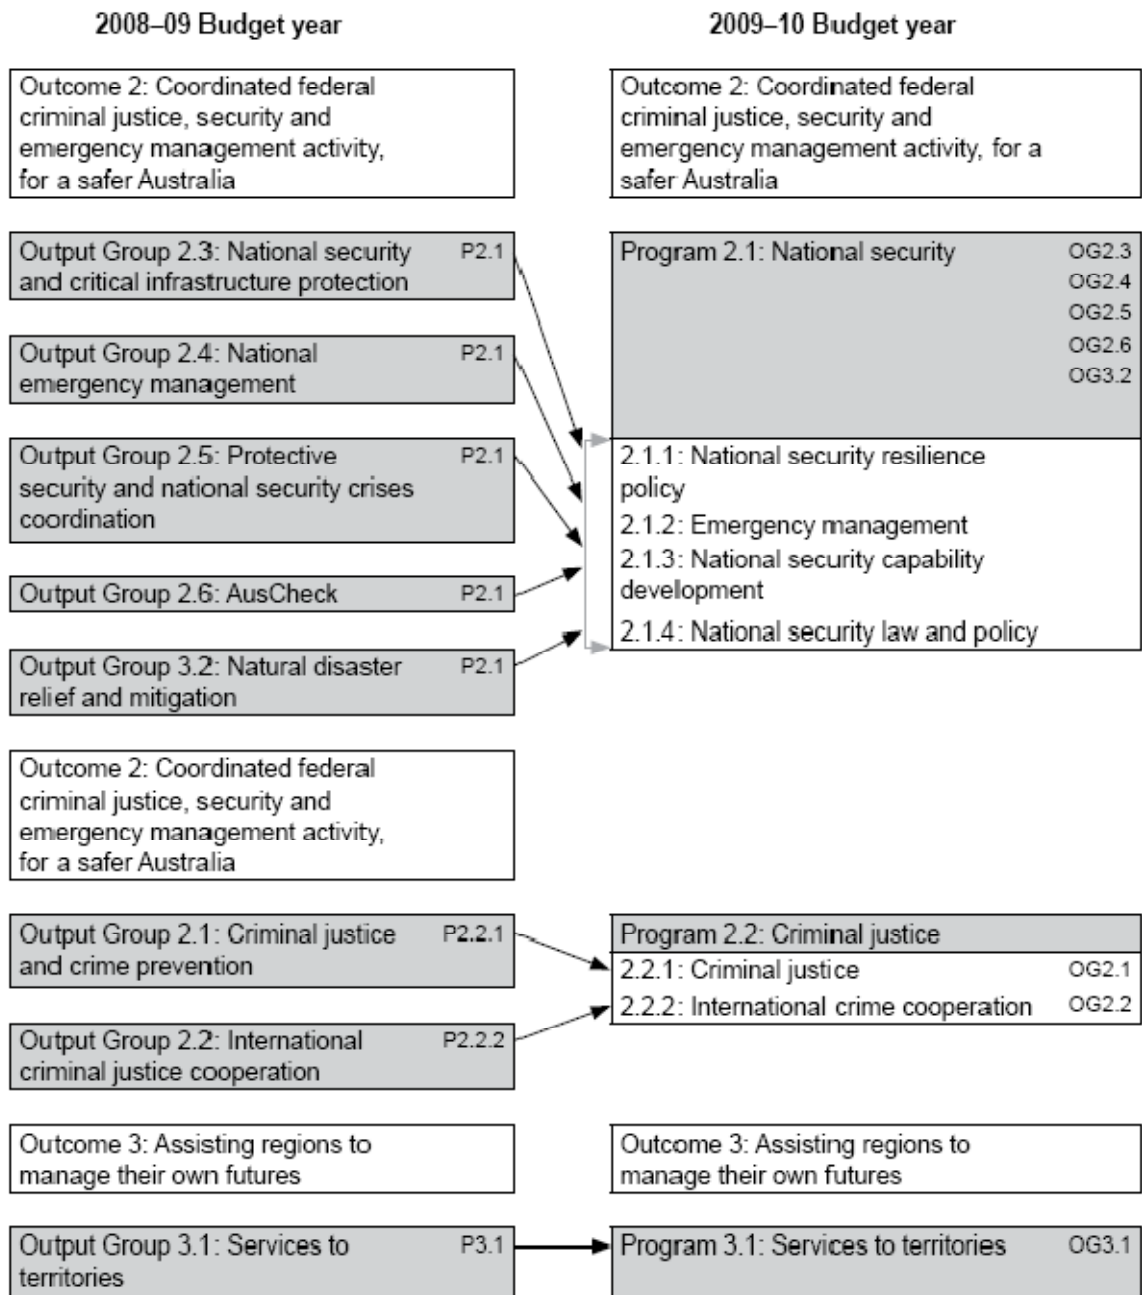 2008–09 Budget year
2009–10 Budget year
Outcome 2: Coordinated federal
criminal justice, security and
emergency management activity,
for a safer Australia
Outcome 2: Coordinated federal
criminal justice, security and
emergency management activity, for a
safer Australia
Output Group 2.3: National security P2.1
and critical infrastructure protection
Output Group 2.4: National P2.1
emergency management
Output Group 2.5: Protective P2.1
security and national security crises
coordination
Output Group 2.6: AusCheck P2.1
Output Group 3.2: Natural disaster P2.1
relief and mitigation
Program 2.1: National security OG2.3
OG2.4
OG2.5
OG2.6
OG3.2
2.1.1: National security resilience
policy
2.1.2: Emergency management
2.1.3: National security capability
development
2.1.4: National security law and policy
Outcome 2: Coordinated federal
criminal justice, security and
emergency management activity,
for a safer Australia
Output Group 2.1: Criminal justice P2.2.1
and crime prevention
Output Group 2.2: International P2.2.2
criminal justice cooperation
Program 2.2: Criminal justice
2.2.1: Criminal justice OG2.1
2.2.2: International crime cooperation OG2.2
Outcome 3: Assisting regions to
manage their own futures
Outcome 3: Assisting regions to
manage their own futures
Output Group 3.1: Services to P3.1
territories
Program 3.1: Services to territories OG3.1